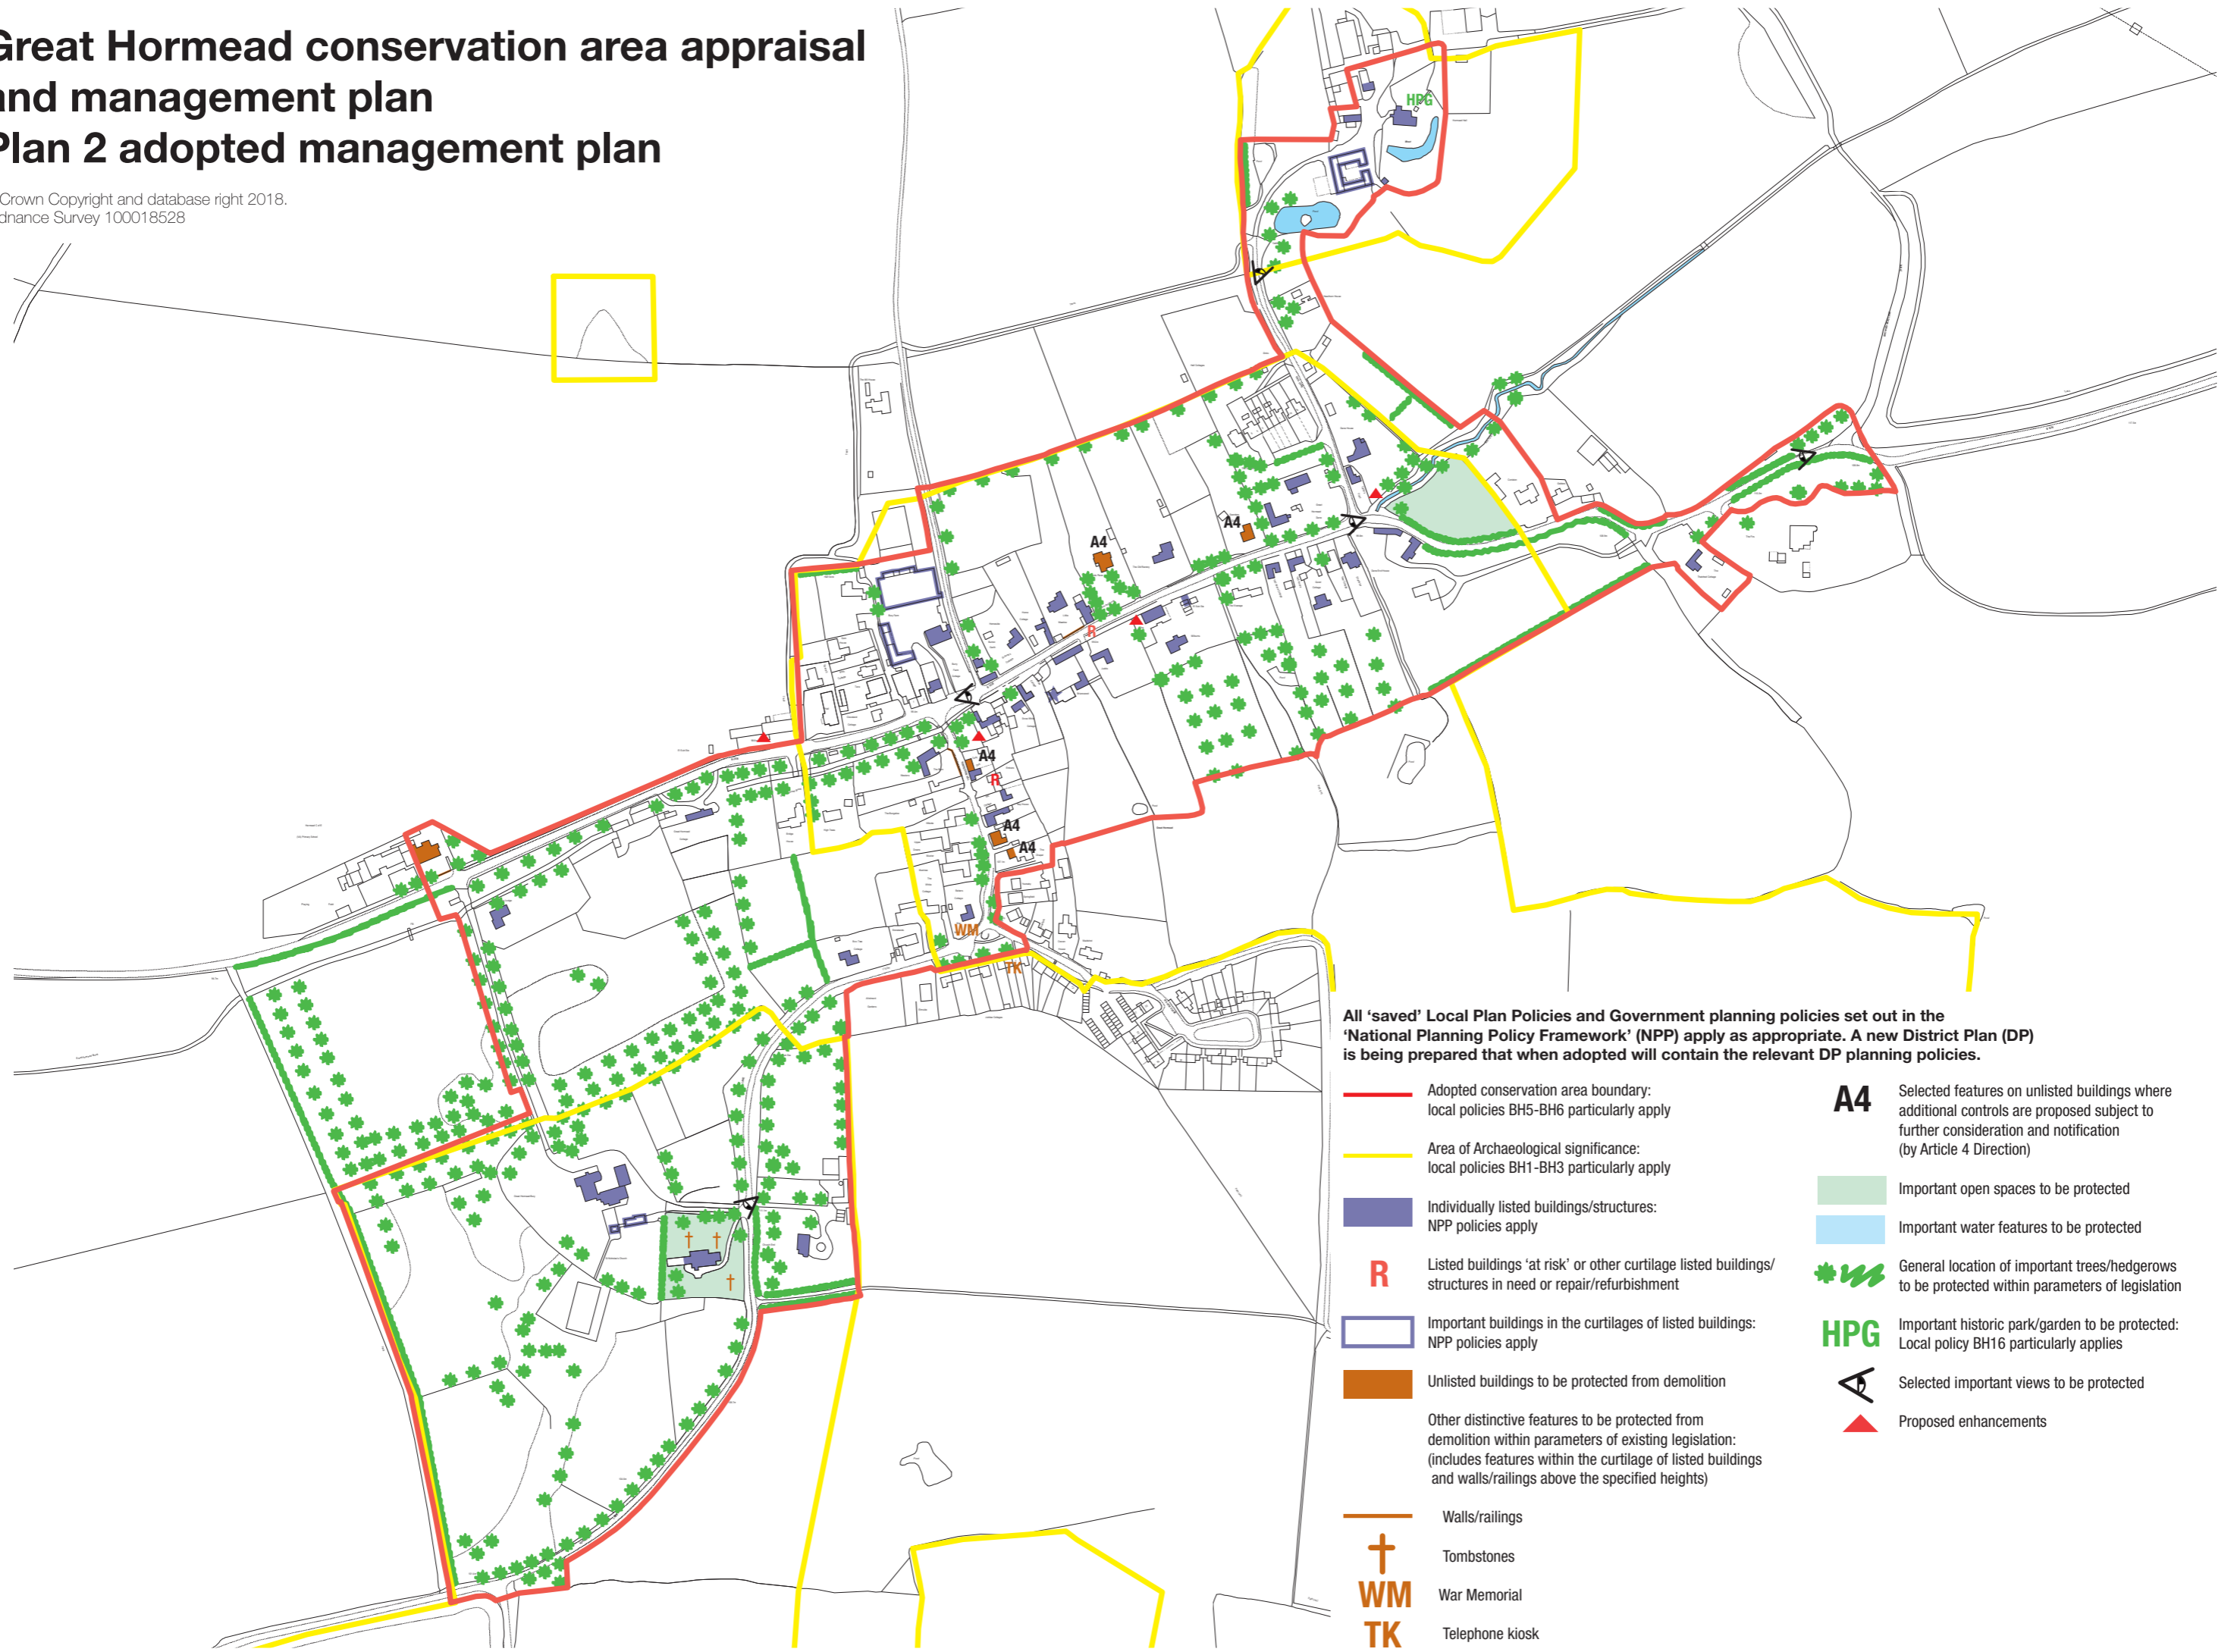 Great Hormead conservation area appraisal
and management plan
Plan 2 adopted management plan
Crown Copyright and database right 2018.
dnance Survey 100018528
HPG
A4
A4
R
A4
R
A4
A4
WM
TK
All ‘saved’ Local Plan Policies and Government planning policies set out in the
‘National Planning Policy Framework’ (NPP) apply as appropriate. A new District Plan (DP)
is being prepared that when adopted will contain the relevant DP planning policies.
Adopted conservation area boundary:
local policies BH5-BH6 particularly apply
Area of Archaeological significance:
local policies BH1-BH3 particularly apply
Individually listed buildings/structures:
NPP policies apply
R
Listed buildings ‘at risk’ or other curtilage listed buildings/
structures in need or repair/refurbishment
Important buildings in the curtilages of listed buildings:
NPP policies apply
Unlisted buildings to be protected from demolition
Other distinctive features to be protected from
demolition within parameters of existing legislation:
(includes features within the curtilage of listed buildings
and walls/railings above the specified heights)
Walls/railings
Tombstones
WM War Memorial
TK Telephone kiosk
A4
Selected features on unlisted buildings where
additional controls are proposed subject to
further consideration and notification
(by Article 4 Direction)
Important open spaces to be protected
Important water features to be protected
General location of important trees/hedgerows
to be protected within parameters of legislation
HPG
Important historic park/garden to be protected:
Local policy BH16 particularly applies
Selected important views to be protected
Proposed enhancements